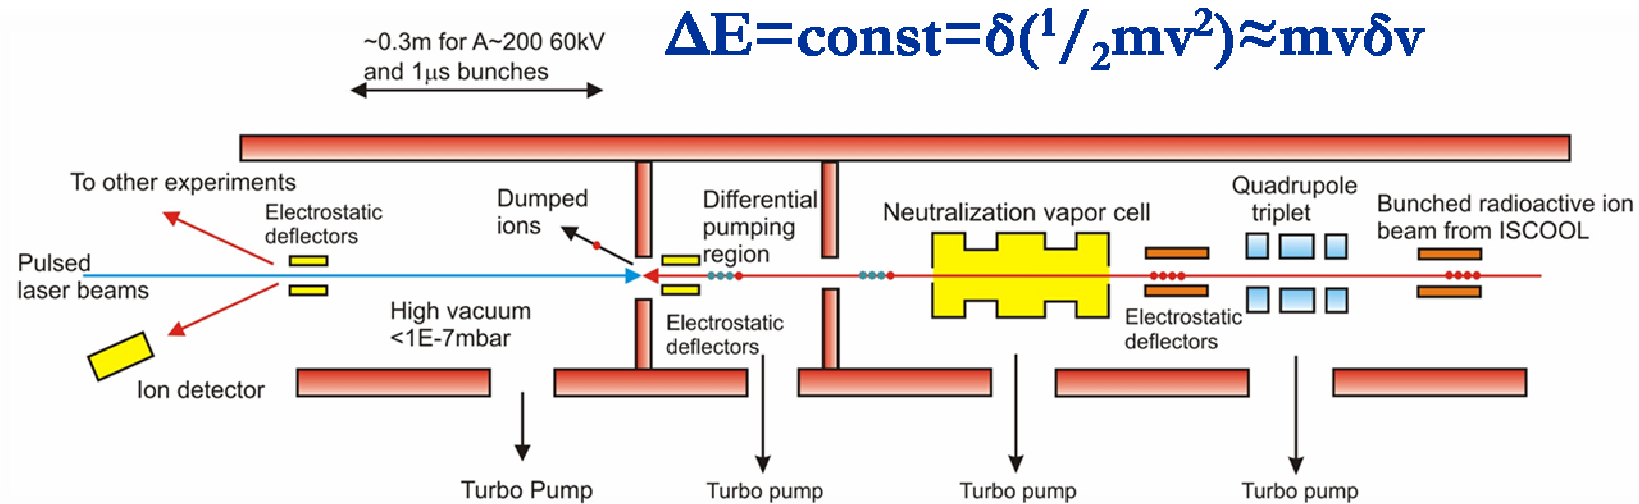 ΔE=const=δ(¹/₂mv²)≈mvδv
~0.3m for A~200 60kV
and 1μs bunches
To other experiments
Electrostatic
deflectors
Dumped
ions
Differential
pumping
region
Neutralization vapor cell
Quadrupole
triplet
Bunched radioactive ion
beam from ISCOOL
Pulsed
laser beams
High vacuum
<1E-7mbar
Electrostatic
deflectors
Electrostatic
deflectors
Ion detector
Turbo Pump
Turbo pump
Turbo pump
Turbo pump